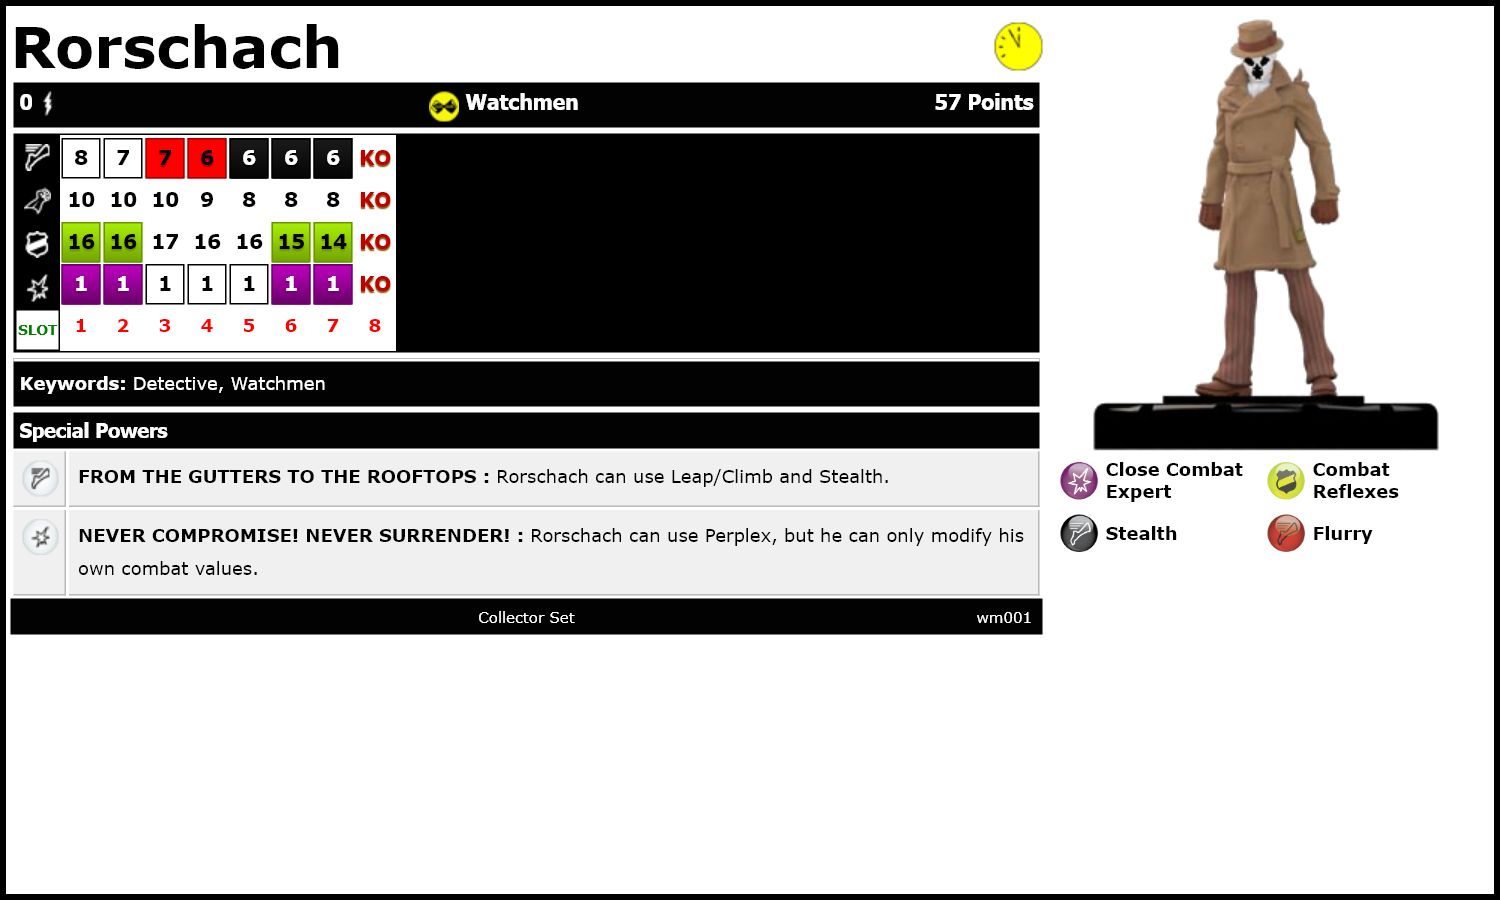 Rorschach
0 Watchmen 57 Points
8 7 7 6 6 6 6 KO
10 10 10 9 8 8 8 KO
16 16 17 16 16 15 14 KO
1 1 1 1 1 1 1 KO
SLOT 1 2 3 4 5 6 7 8
Keywords: Detective, Watchmen
Special Powers
FROM THE GUTTERS TO THE ROOFTOPS : Rorschach can use Leap/Climb and Stealth.
NEVER COMPROMISE! NEVER SURRENDER! : Rorschach can use Perplex, but he can only modify his
own combat values.
Collector Set wm001
Close Combat
Expert
Combat
Reflexes
Stealth
Flurry